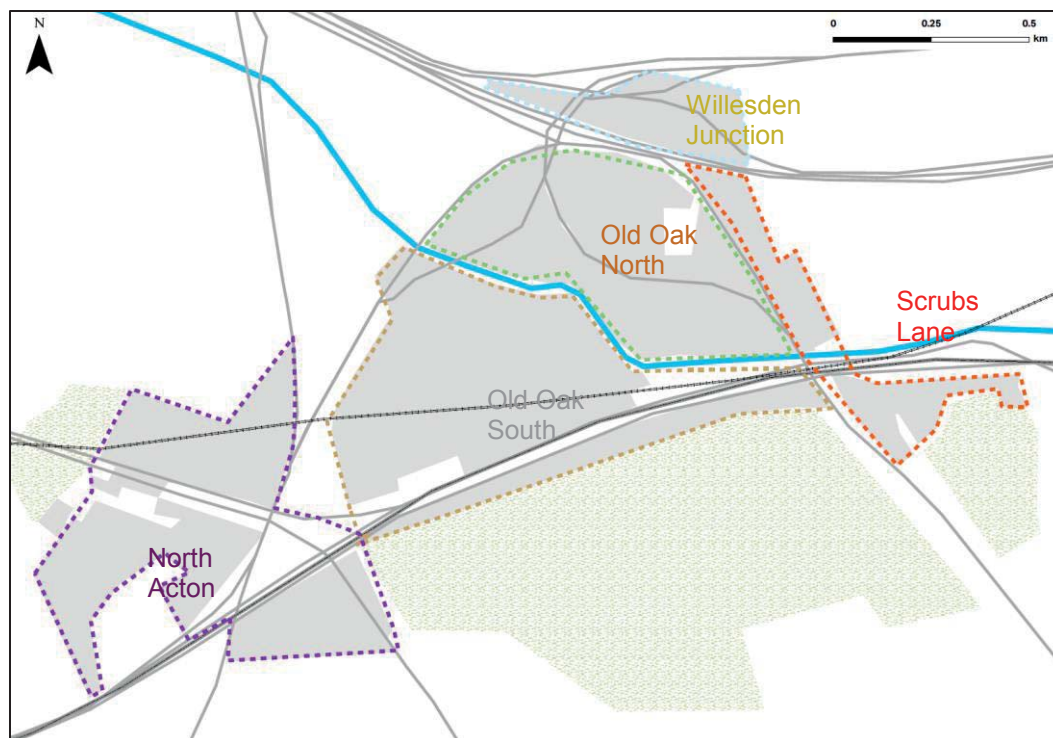 N
0 0.25 0.5
km
Willesden
Junction
Old Oak
North
Scrubs
Lane
Old Oak
South
North
Acton